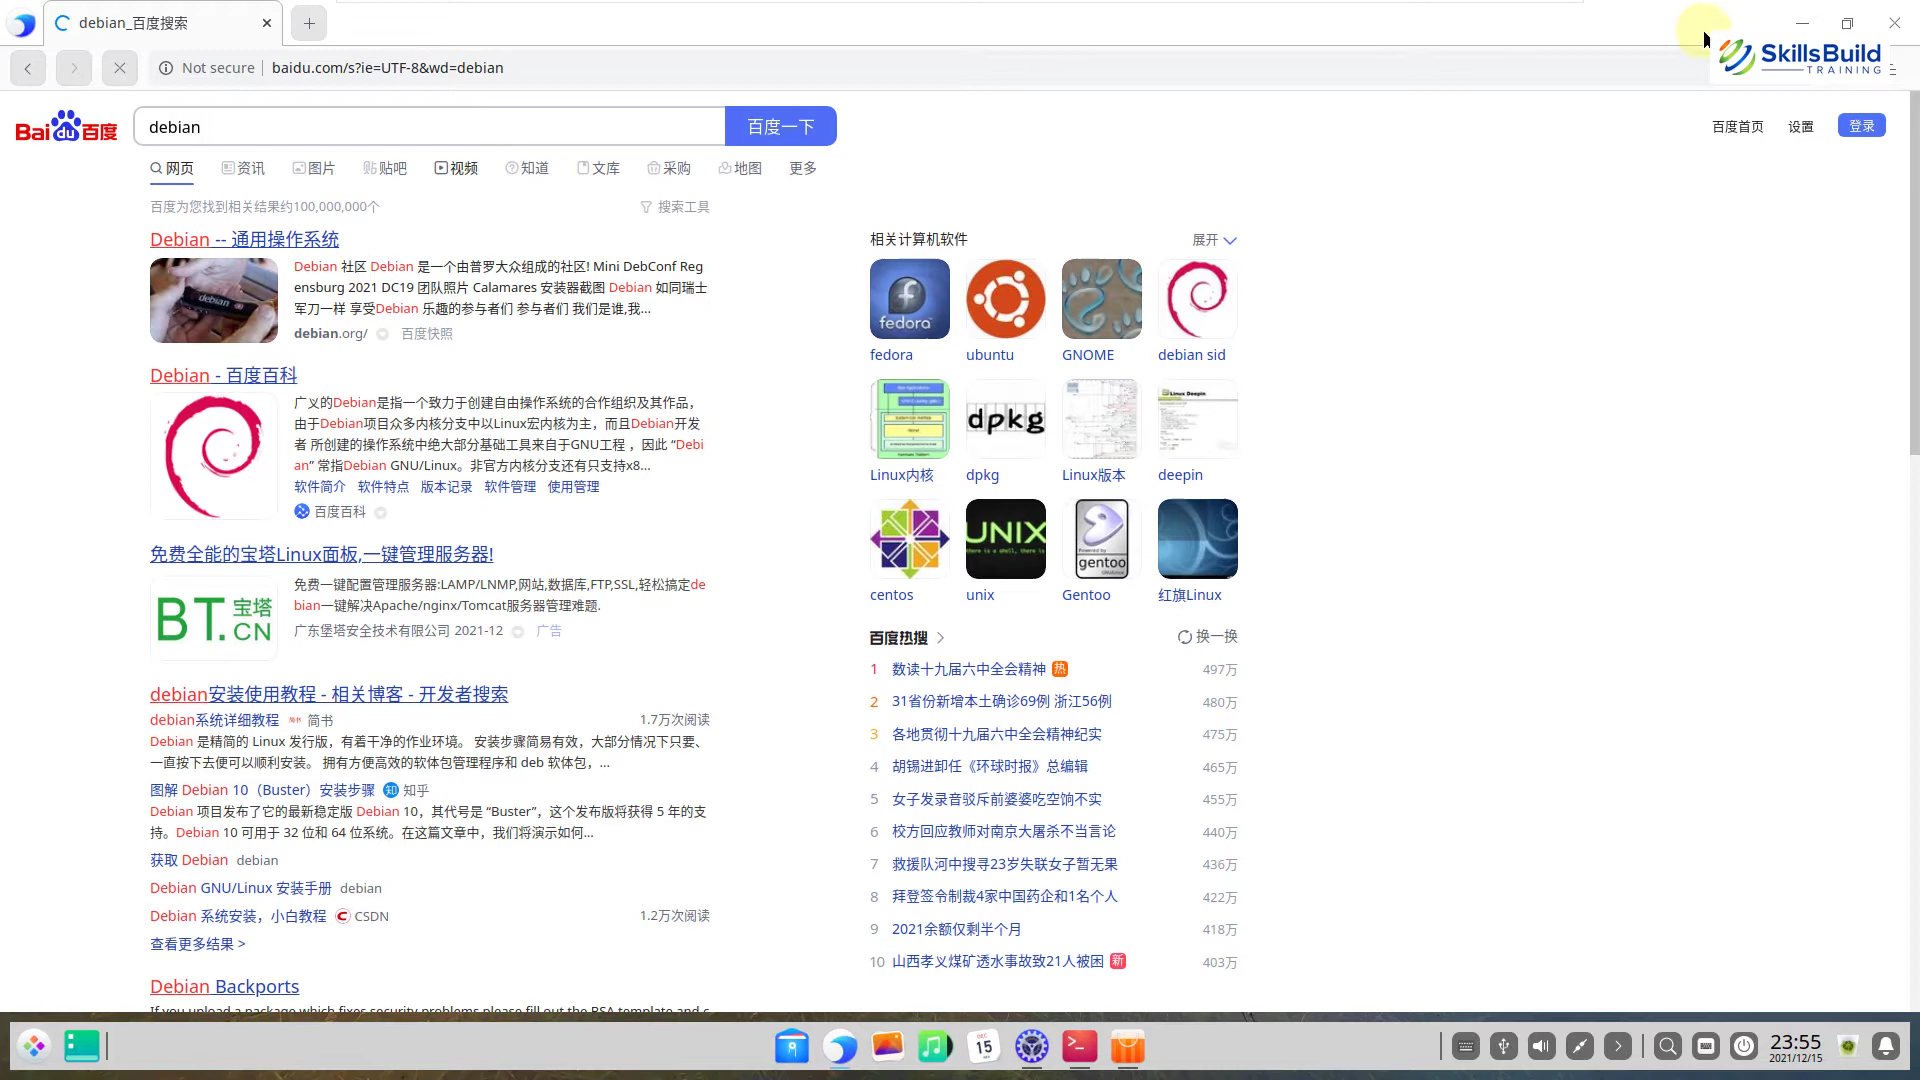 debian_百度搜索
Not secure
baidu.com/s?ie=UTF-8&wd=debian
SkillsBuild
TRAINING
Bai du 百度
debian
百度一下
百度首页
设置
登录
网页
资讯
图片
贴吧
视频
知道
文库
采购
地图
更多
百度为您找到相关结果约100,000,000个
搜索工具
Debian -- 通用操作系统
debian
Debian 社区 Debian 是一个由普罗大众组成的社区! Mini DebConf Reg
ensburg 2021 DC19 团队照片 Calamares 安装器截图 Debian 如同瑞士
军刀一样 享受Debian 乐趣的参与者们 参与者们 我们是谁,我...
debian.org/
百度快照
Debian - 百度百科
广义的Debian是指一个致力于创建自由操作系统的合作组织及其作品，
由于Debian项目众多内核分支中以Linux宏内核为主，而且Debian开发
者 所创建的操作系统中绝大部分基础工具来自于GNU工程 ，因此 “Debi
an” 常指Debian GNU/Linux。非官方内核分支还有只支持x8...
软件简介 软件特点 版本记录 软件管理 使用管理
百度百科
免费全能的宝塔Linux面板,一键管理服务器!
BT.宝塔
CN
免费一键配置管理服务器:LAMP/LNMP,网站,数据库,FTP,SSL,轻松搞定de
bian一键解决Apache/nginx/Tomcat服务器管理难题.
广东堡塔安全技术有限公司 2021-12
广告
debian安装使用教程 - 相关博客 - 开发者搜索
debian系统详细教程 简书
1.7万次阅读
Debian 是精简的 Linux 发行版，有着干净的作业环境。 安装步骤简易有效，大部分情况下只要、
一直按下去便可以顺利安装。 拥有方便高效的软体包管理程序和 deb 软体包，...
图解 Debian 10（Buster）安装步骤 知 知乎
Debian 项目发布了它的最新稳定版 Debian 10，其代号是 “Buster”，这个发布版将获得 5 年的支
持。Debian 10 可用于 32 位和 64 位系统。在这篇文章中，我们将演示如何...
获取 Debian debian
Debian GNU/Linux 安装手册 debian
Debian 系统安装，小白教程 CSDN
1.2万次阅读
查看更多结果 >
Debian Backports
If you upload a package which fixes security problems please fill out the BSA template and c
相关计算机软件
展开
fedora
fedora
ubuntu
GNOME
debian sid
Linux内核
dpkg
dpkg
Linux版本
Linux Deepin
deepin
centos
UNIX
unix
Powered by
gentoo
Gentoo
红旗Linux
百度热搜
换一换
1 数读十九届六中全会精神 热 497万
2 31省份新增本土确诊69例 浙江56例 480万
3 各地贯彻十九届六中全会精神纪实 475万
4 胡锡进卸任《环球时报》总编辑 465万
5 女子发录音驳斥前婆婆吃空饷不实 455万
6 校方回应教师对南京大屠杀不当言论 440万
7 救援队河中搜寻23岁失联女子暂无果 436万
8 拜登签令制裁4家中国药企和1名个人 422万
9 2021余额仅剩半个月 418万
10 山西孝义煤矿透水事故致21人被困 新 403万
DEC
15
23:55
2021/12/15